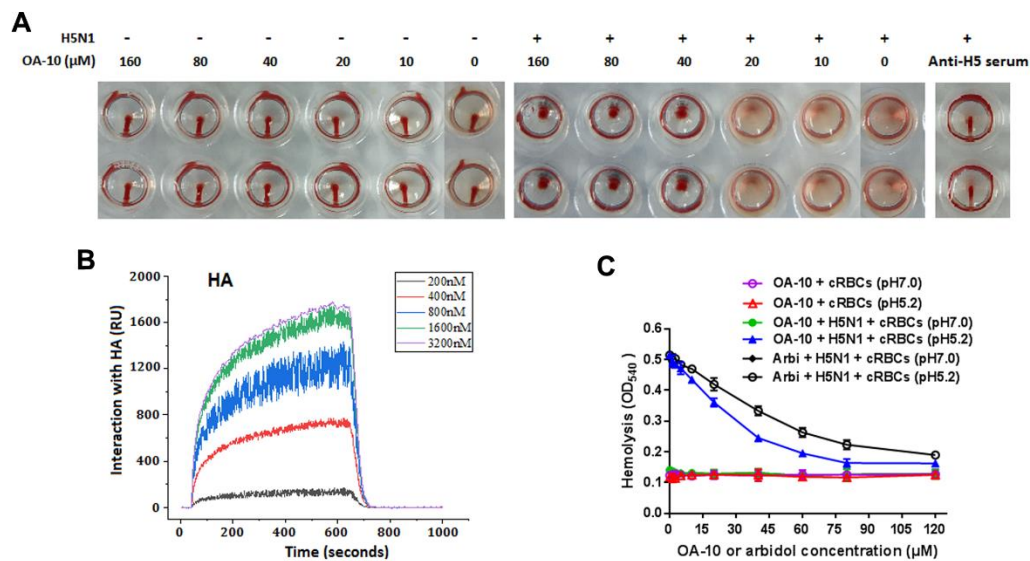 A
H5N1 - - - - - - + + + + + + +
OA-10 (µM) 160 80 40 20 10 0 160 80 40 20 10 0 Anti-H5 serum
B
HA
2000
1600
1200
800
400
0
Interaction with HA (RU)
200nM
400nM
800nM
1600nM
3200nM
0 200 400 600 800 1000
Time (seconds)
C
OA-10 + cRBCs (pH7.0)
OA-10 + cRBCs (pH5.2)
OA-10 + H5N1 + cRBCs (pH7.0)
OA-10 + H5N1 + cRBCs (pH5.2)
Arbi + H5N1 + cRBCs (pH7.0)
Arbi + H5N1 + cRBCs (pH5.2)
0.6
0.5
0.4
0.3
0.2
0.1
0.0
Hemolysis (OD540)
0 15 30 45 60 75 90 105 120
OA-10 or arbidol concentration (µM)